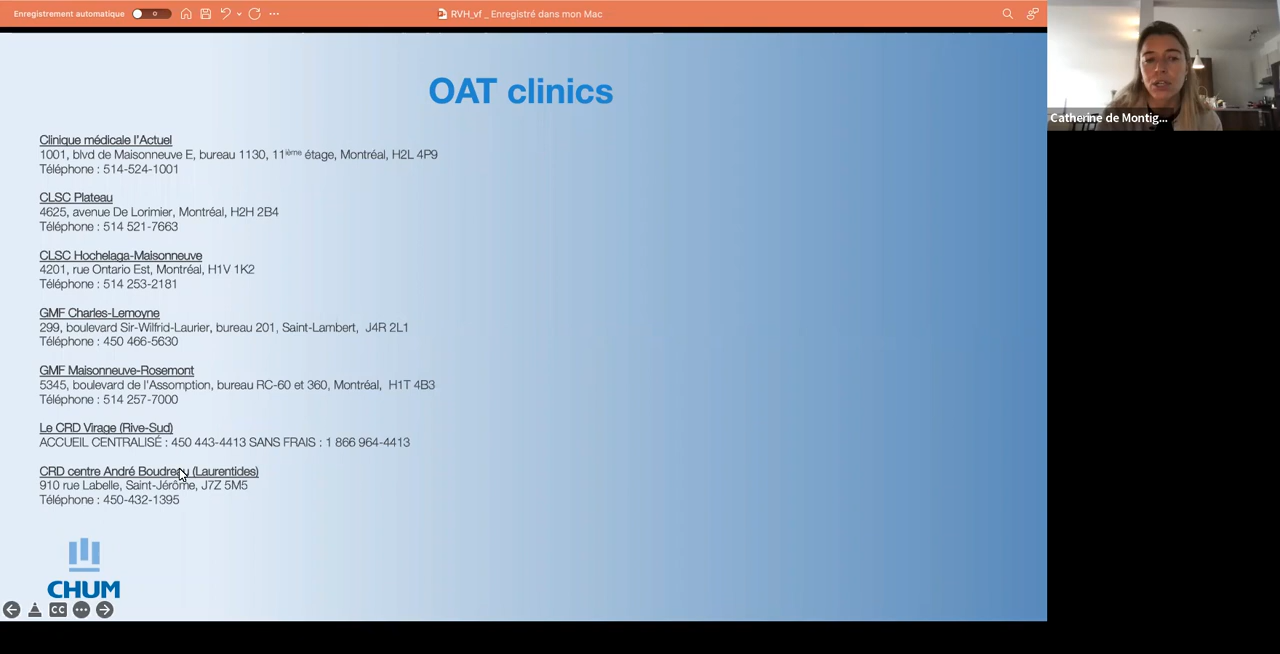 Enregistrement automatique
RVH_vf _ Enregistré dans mon Mac
OAT clinics
Clinique médicale l'Actuel
1001, blvd de Maisonneuve E, bureau 1130, 11ième étage, Montréal, H2L 4P9
Téléphone : 514-524-1001
CLSC Plateau
4625, avenue De Lorimier, Montréal, H2H 2B4
Téléphone : 514 521-7663
CLSC Hochelaga-Maisonneuve
4201, rue Ontario Est, Montréal, H1V 1K2
Téléphone : 514 253-2181
GMF Charles-Lemoyne
299, boulevard Sir-Wilfrid-Laurier, bureau 201, Saint-Lambert, J4R 2L1
Téléphone : 450 466-5630
GMF Maisonneuve-Rosemont
5345, boulevard de l'Assomption, bureau RC-60 et 360, Montréal, H1T 4B3
Téléphone : 514 257-7000
Le CRD Virage (Rive-Sud)
ACCUEIL CENTRALISÉ : 450 443-4413 SANS FRAIS : 1 866 964-4413
CRD centre André Boudreau (Laurentides)
910 rue Labelle, Saint-Jérôme, J7Z 5M5
Téléphone : 450-432-1395
CHUM
CC
Catherine de Montig...